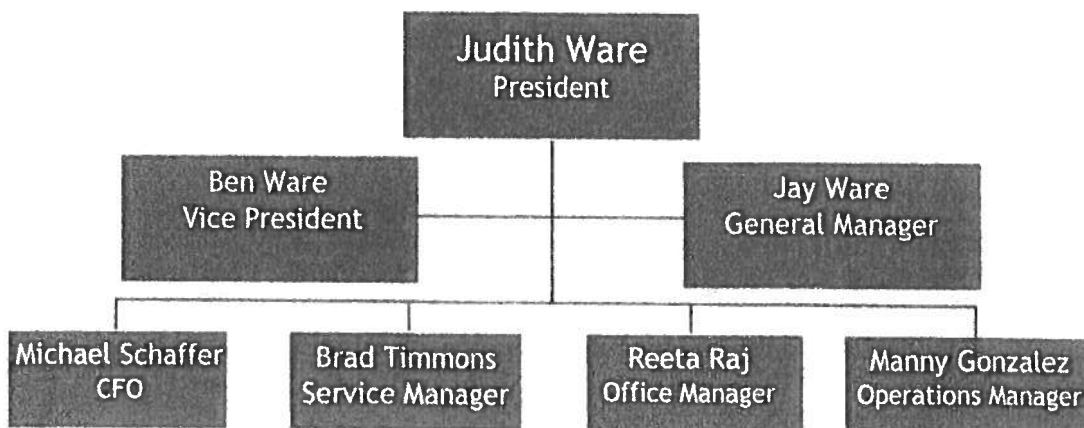 Judith Ware
President
Ben Ware
Vice President
Jay Ware
General Manager
Michael Schaffer
CFO
Brad Timmons
Service Manager
Reeta Raj
Office Manager
Manny Gonzalez
Operations Manager